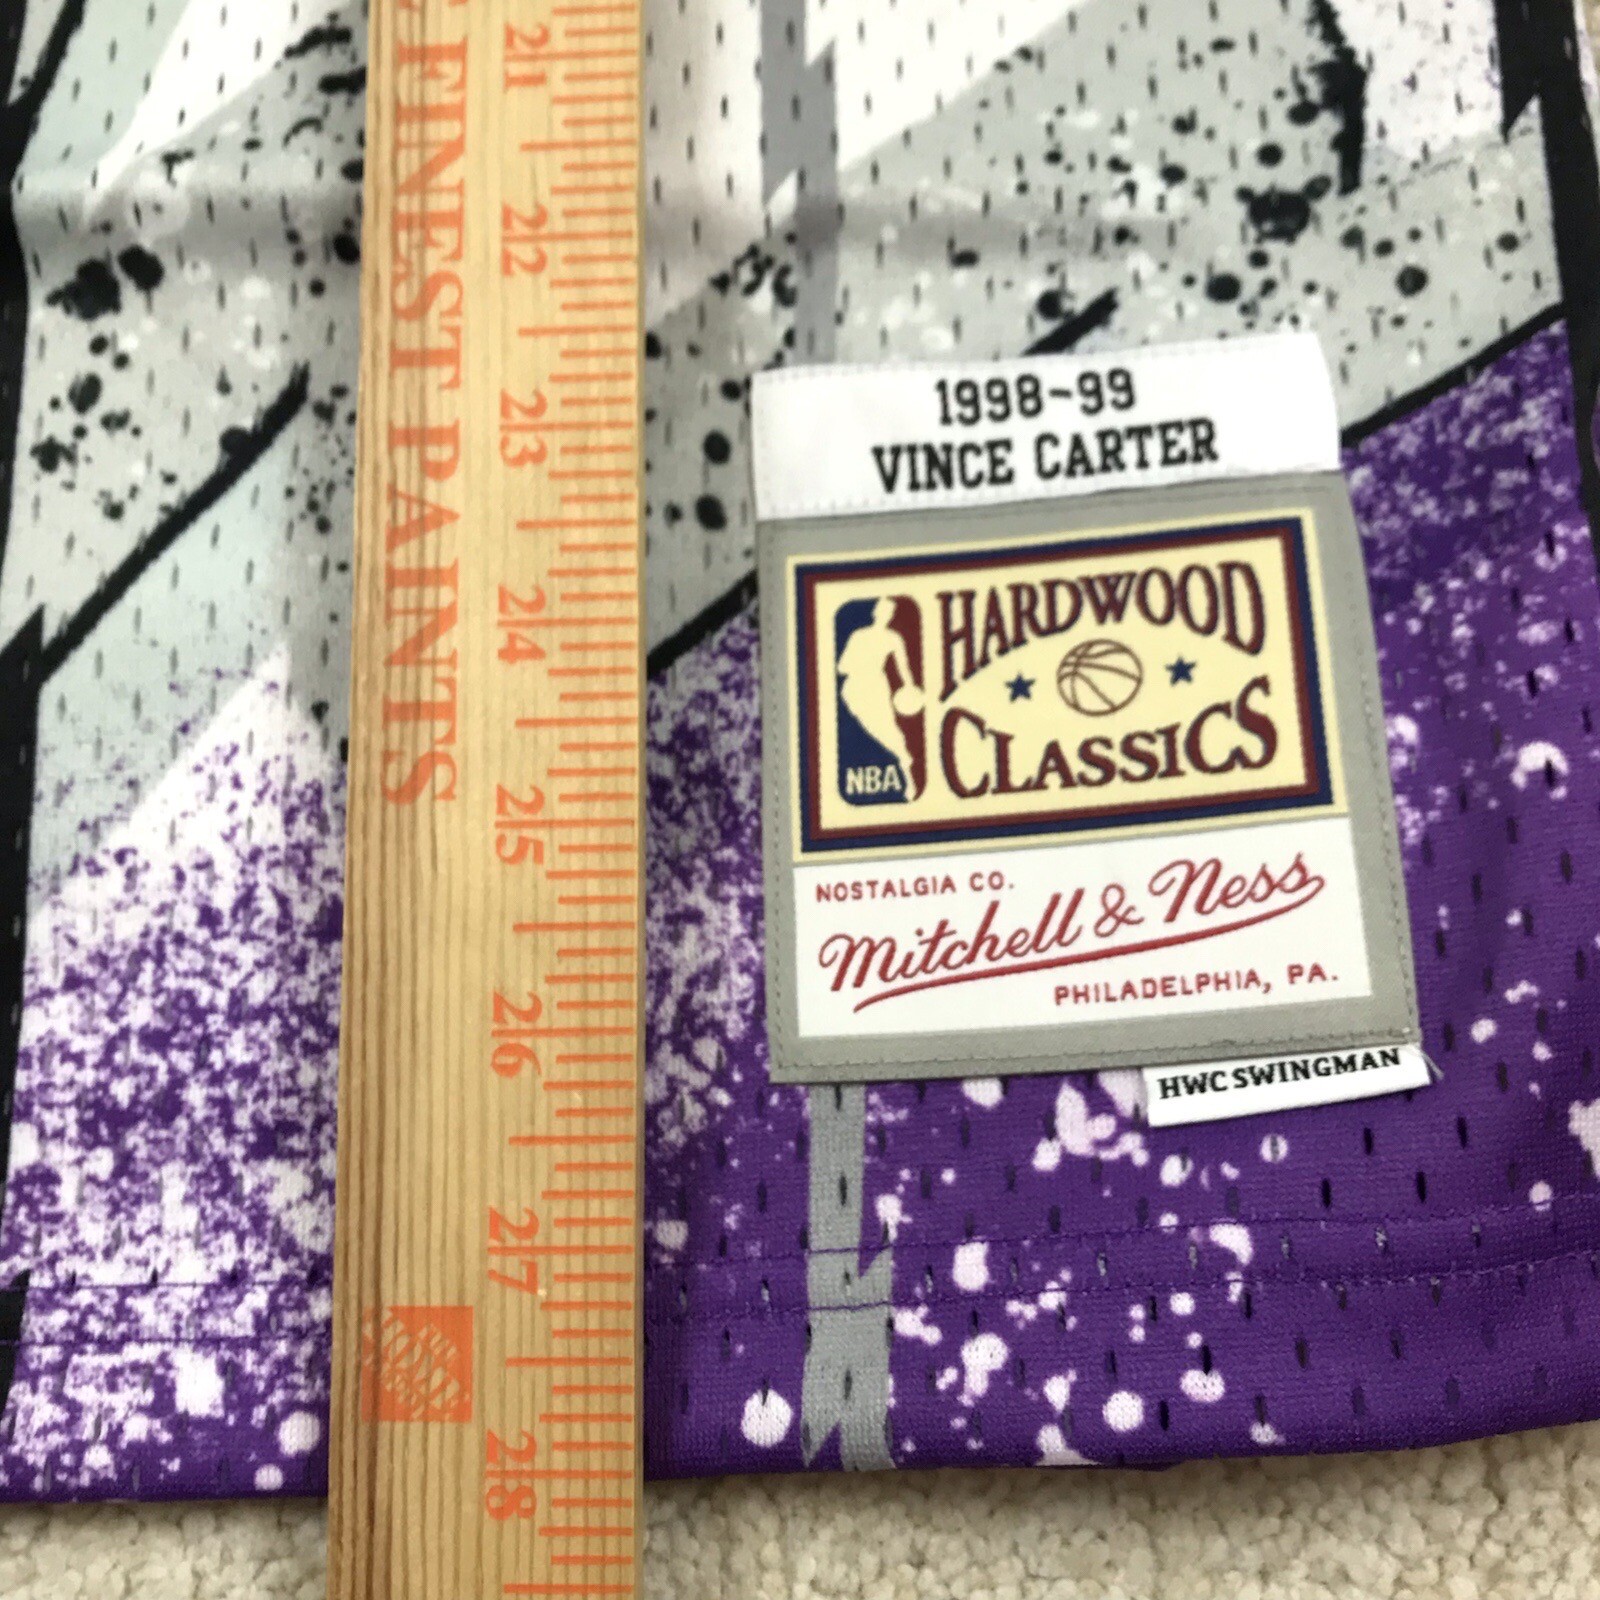 FINEST PAINTS
21
22
23
24
25
26
27
28
1998-99
VINCE CARTER
HARDWOOD
CLASSICS
NBA
NOSTALGIA CO.
Mitchell & Ness
PHILADELPHIA, PA.
HWC SWINGMAN